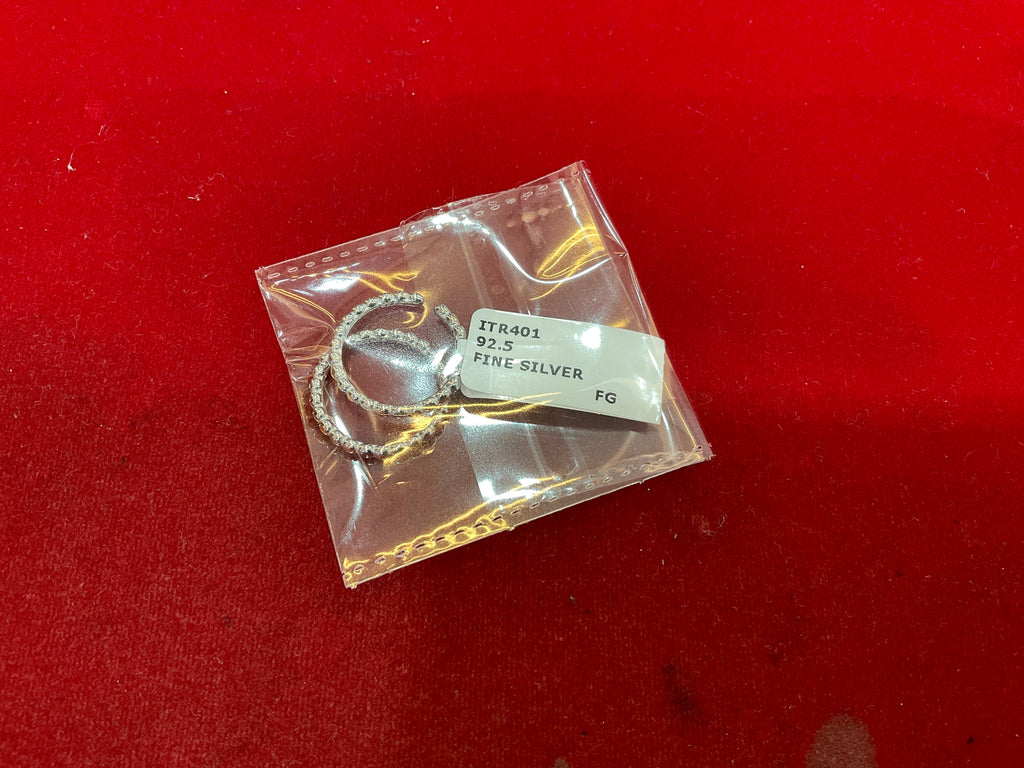 ITR401
92.5
FINE SILVER
FG